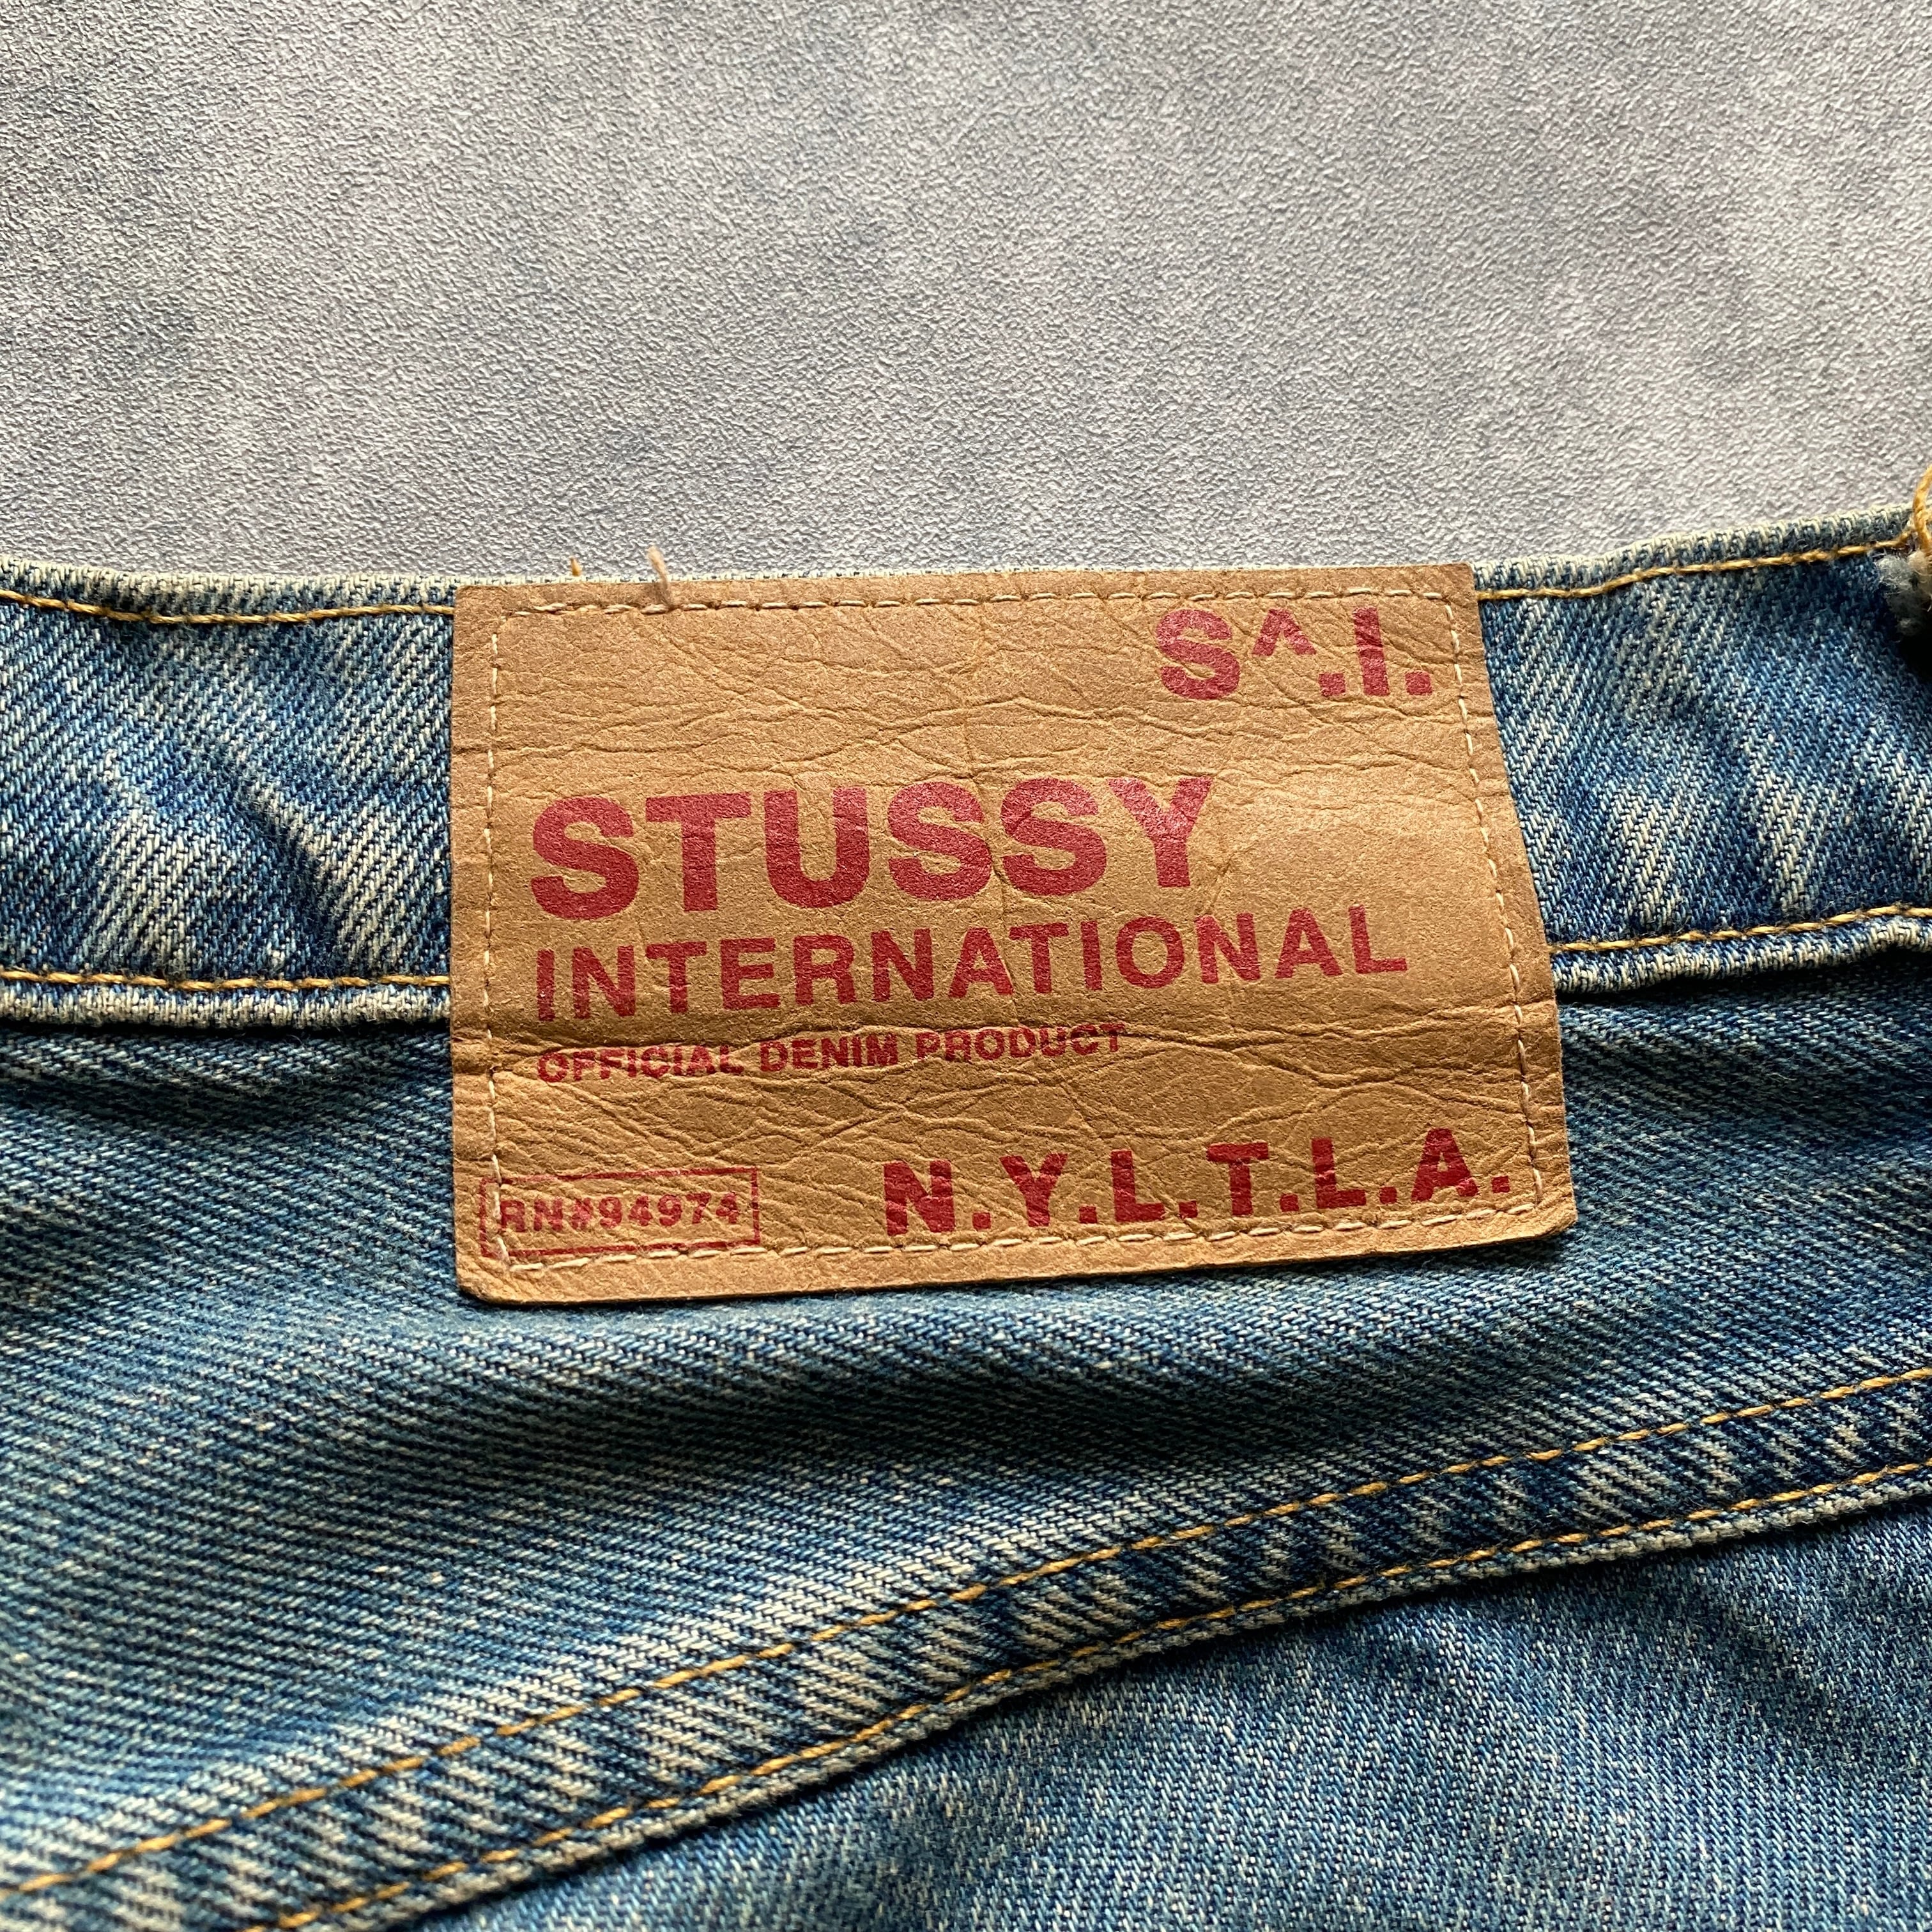 S^.I.
STUSSY
INTERNATIONAL
OFFICIAL DENIM PRODUCT
RN#94974
N.Y.L.T.L.A.